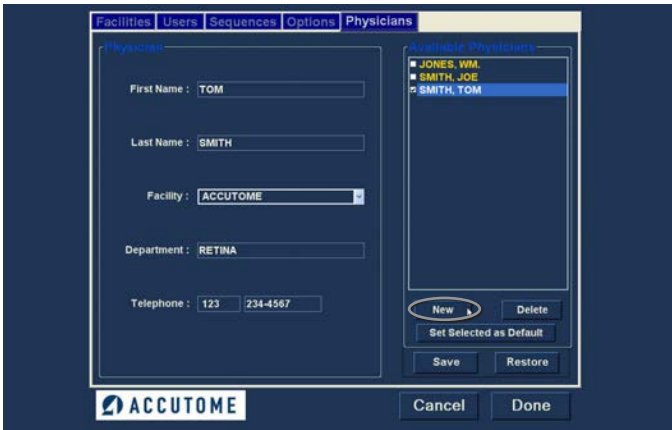 Facilities Users Sequences Options Physicians
Physician
First Name : TOM
Last Name : SMITH
Facility : ACCUTOME
Department : RETINA
Telephone : 123 234-4567
Available Physicians
JONES, WM.
SMITH, JOE
SMITH, TOM
New Delete
Set Selected as Default
Save Restore
ACCUTOME
Cancel Done